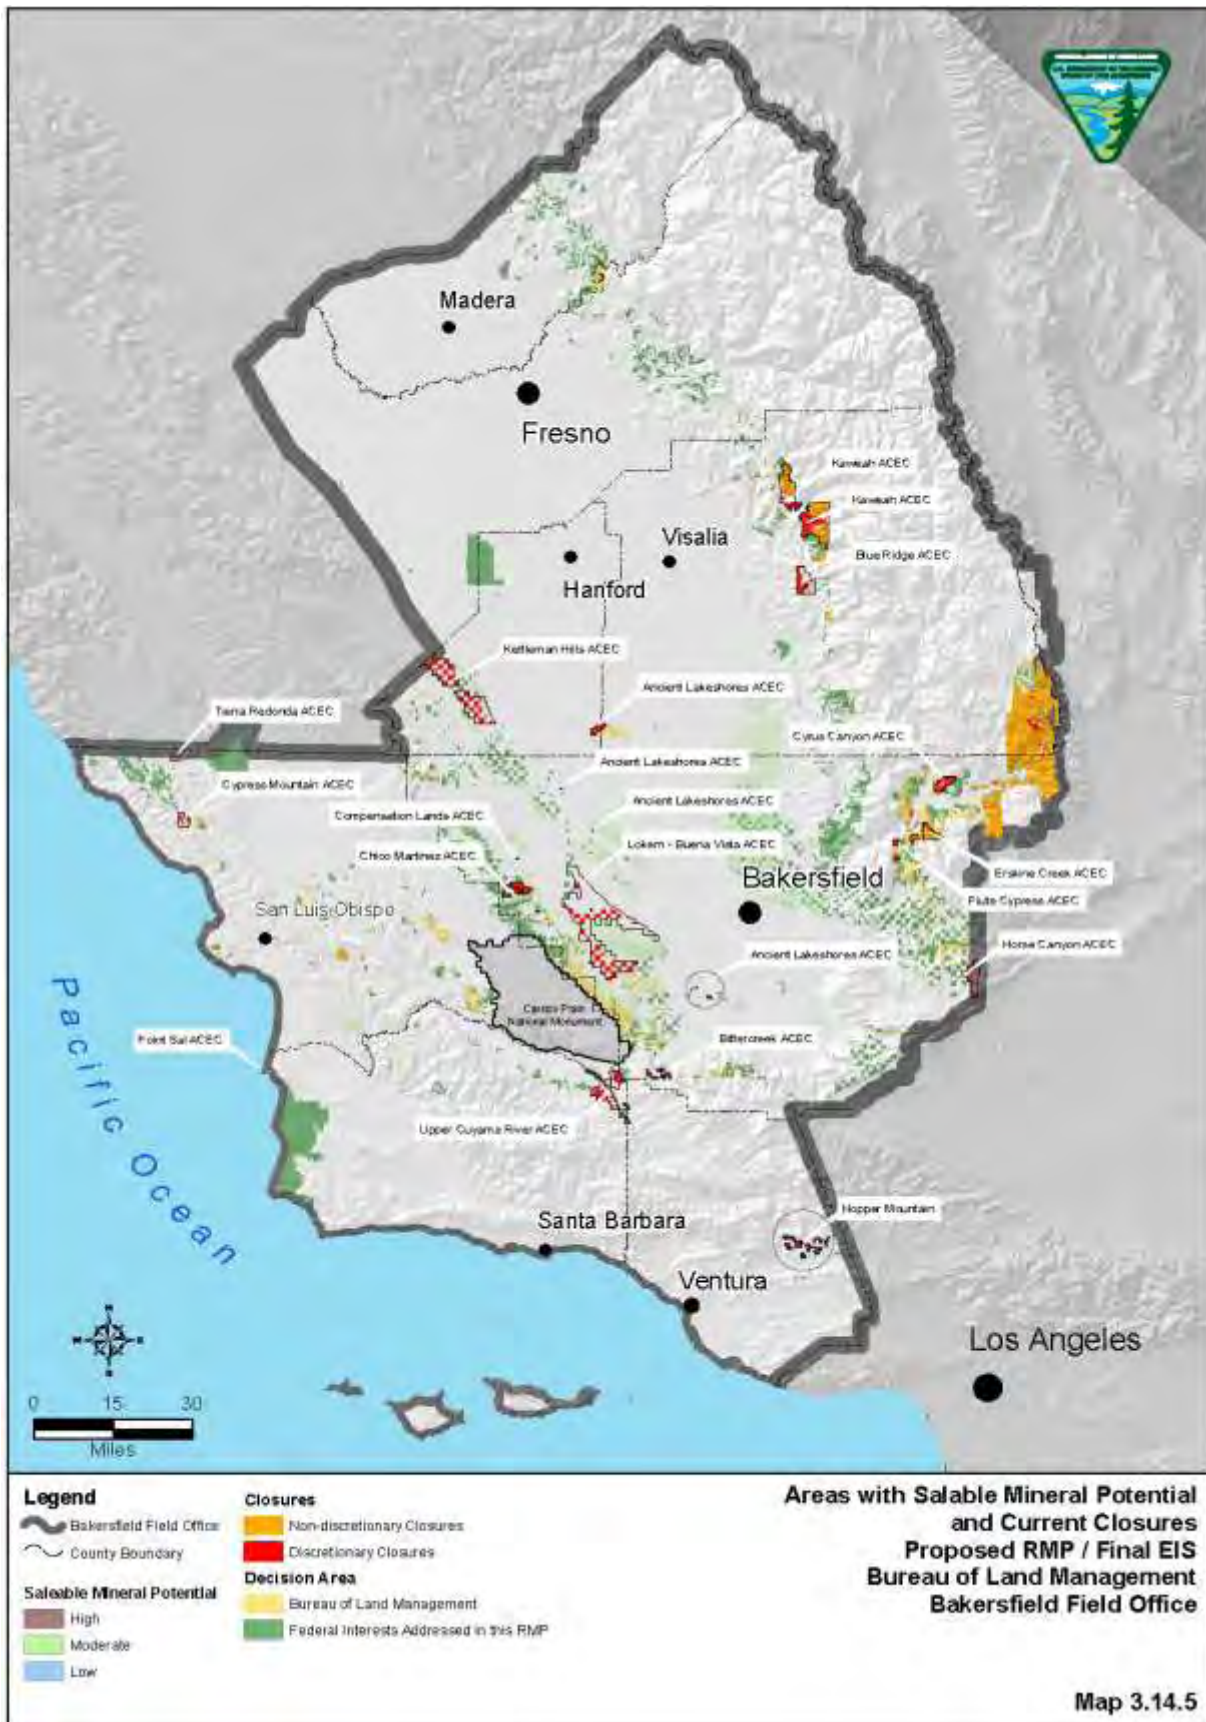 Madera
Fresno
Kaweah ACEC
Kaweah ACEC
Visalia
Blue Ridge ACEC
Hanford
Kettleman Hills ACEC
Ancient Lakeshores ACEC
Tierra Redonda ACEC
Cyrus Canyon ACEC
Ancient Lakeshores ACEC
Cypress Mountain ACEC
Ancient Lakeshores ACEC
Compensation Lands ACEC
Lokern - Buena Vista ACEC
Chico Martinez ACEC
Erskine Creek ACEC
Bakersfield
Piute Cypress ACEC
San Luis Obispo
Horse Canyon ACEC
Ancient Lakeshores ACEC
Carrizo Plain
National Monument
Point Sal ACEC
Bittercreek ACEC
Pacific Ocean
Upper Cuyama River ACEC
Hopper Mountain
Santa Barbara
Ventura
Los Angeles
N
W E
S
0 15 30
Miles
Legend
Bakersfield Field Office
County Boundary
Saleable Mineral Potential
High
Moderate
Low
Closures
Non-discretionary Closures
Discretionary Closures
Decision Area
Bureau of Land Management
Federal Interests Addressed in this RMP
Areas with Salable Mineral Potential
and Current Closures
Proposed RMP / Final EIS
Bureau of Land Management
Bakersfield Field Office
Map 3.14.5